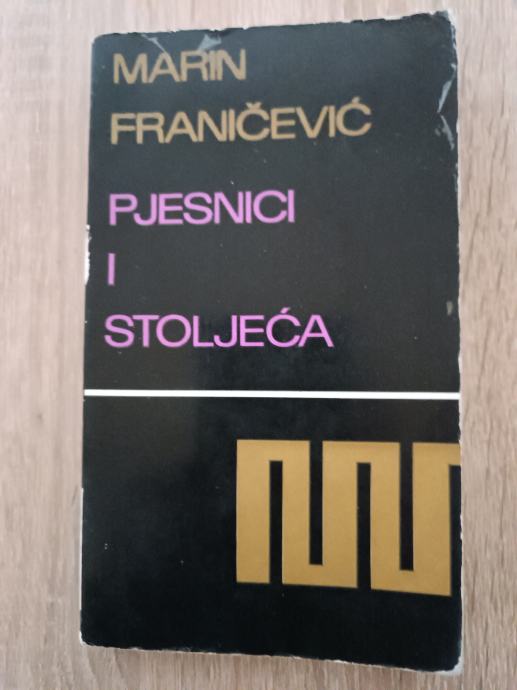 MARIN
FRANIČEVIĆ
PJESNICI
I
STOLJEĆA